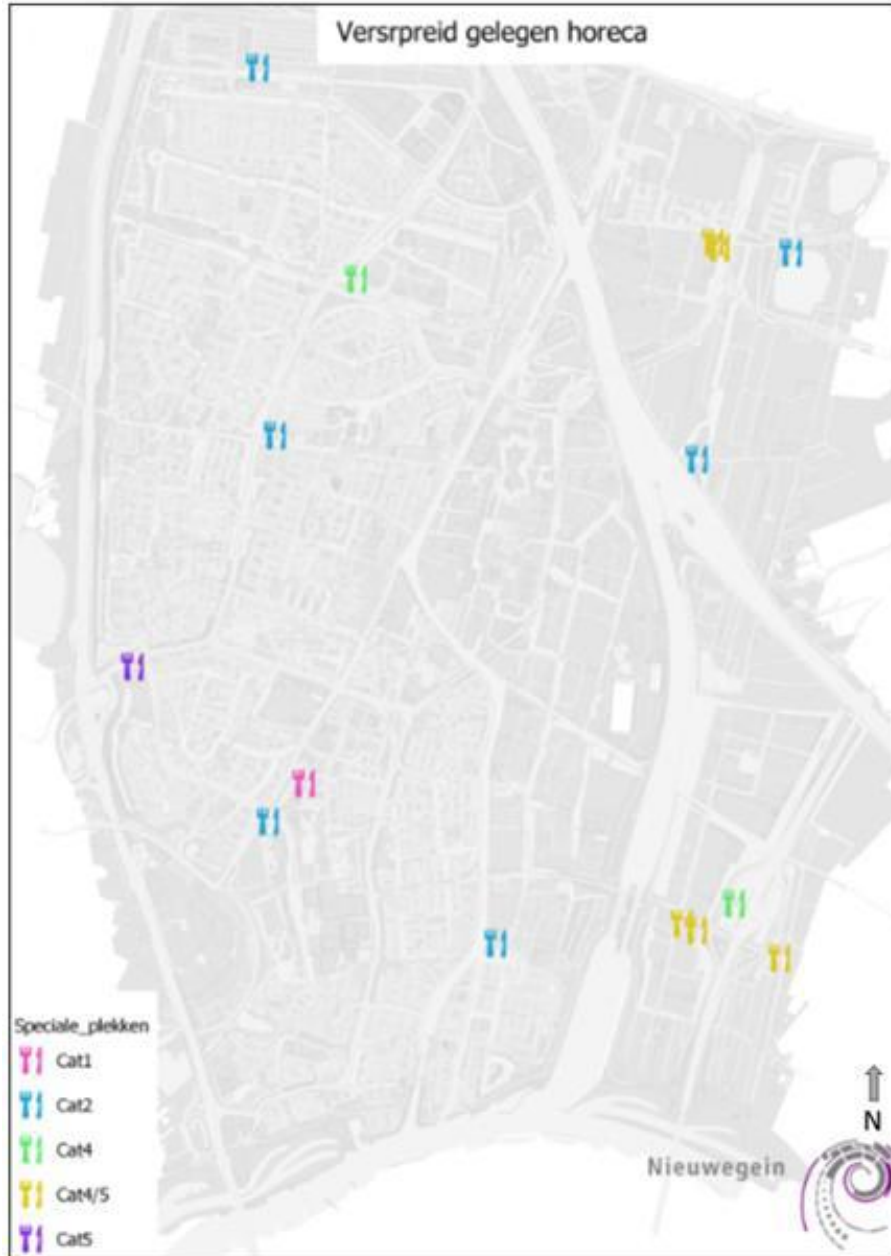 Versrpreid gelegen horeca
Speciale_plekken
Cat1
Cat2
Cat4
Cat4/5
Cat5
N
Nieuwegein